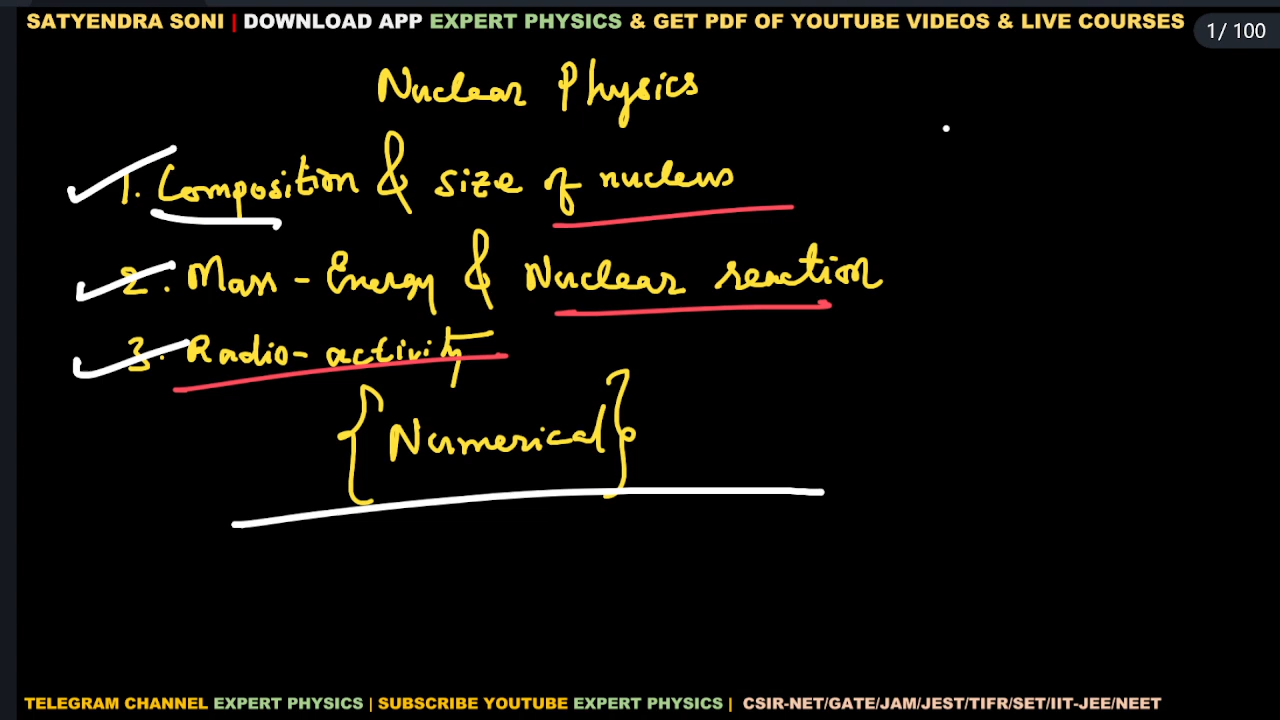 SATYENDRA SONI | DOWNLOAD APP EXPERT PHYSICS & GET PDF OF YOUTUBE VIDEOS & LIVE COURSES
1/ 100
Nuclear Physics
1. Composition & size of nucleus
2. Mass - Energy & Nuclear reaction
3. Radio-activity
{Numerical}
TELEGRAM CHANNEL EXPERT PHYSICS | SUBSCRIBE YOUTUBE EXPERT PHYSICS | CSIR-NET/GATE/JAM/JEST/TIFR/SET/IIT-JEE/NEET